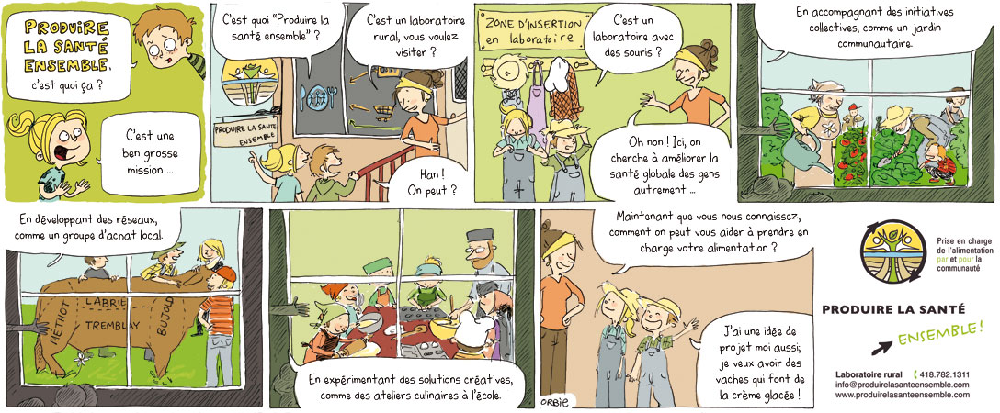 PRODUIRE
LA SANTÉ
ENSEMBLE,
c'est quoi ça ?
C'est une
ben grosse
mission ...
C'est quoi "Produire la
santé ensemble" ?
C'est un laboratoire
rural, vous voulez
visiter ?
PRODUIRE LA SANTÉ
ENSEMBLE
Han !
On peut ?
ZONE D'INSERTION
en laboratoire
C'est un
laboratoire avec
des souris ?
Oh non ! Ici, on
cherche à améliorer la
santé globale des gens
autrement ...
En accompagnant des initiatives
collectives, comme un jardin
communautaire.
En développant des réseaux,
comme un groupe d'achat local.
METHOT
LABRIE
TREMBLAY
BUJOLD
En expérimentant des solutions créatives,
comme des ateliers culinaires à l'école.
Maintenant que vous nous connaissez,
comment on peut vous aider à prendre en
charge votre alimentation ?
J'ai une idée de
projet moi aussi;
je veux avoir des
vaches qui font de
la crème glacée !
ORBIE
Prise en charge
de l'alimentation
par et pour la
communauté
PRODUIRE LA SANTÉ
ENSEMBLE!
Laboratoire rural 418.782.1311
info@produirelasanteensemble.com
www.produirelasanteensemble.com